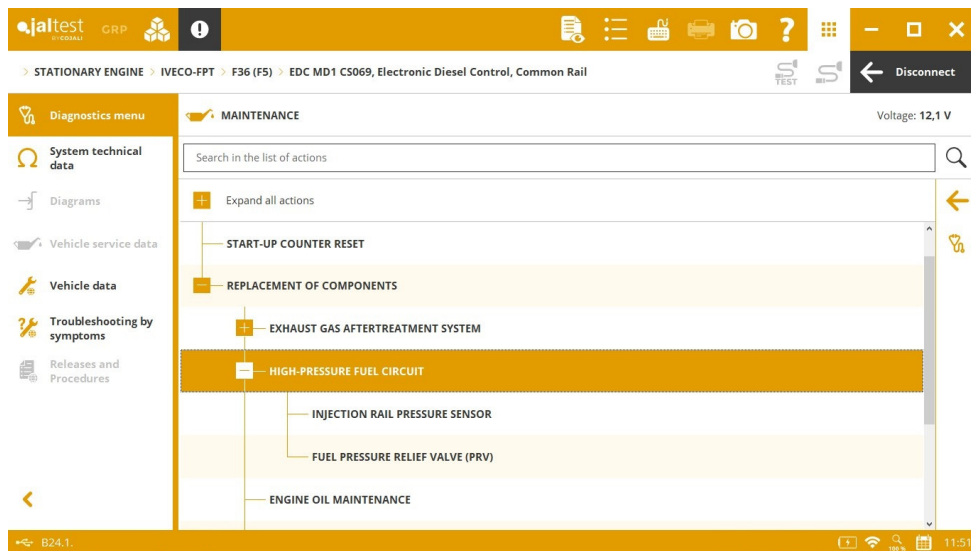 jaltest GRP
BY COJALI
> STATIONARY ENGINE > IVECO-FPT > F36 (F5) > EDC MD1 CS069, Electronic Diesel Control, Common Rail
TEST
Disconnect
Diagnostics menu
MAINTENANCE
Voltage: 12,1 V
System technical
data
Search in the list of actions
Diagrams
Expand all actions
Vehicle service data
START-UP COUNTER RESET
Vehicle data
REPLACEMENT OF COMPONENTS
Troubleshooting by
symptoms
EXHAUST GAS AFTERTREATMENT SYSTEM
Releases and
Procedures
HIGH-PRESSURE FUEL CIRCUIT
INJECTION RAIL PRESSURE SENSOR
FUEL PRESSURE RELIEF VALVE (PRV)
ENGINE OIL MAINTENANCE
B24.1.
100 %
11:51